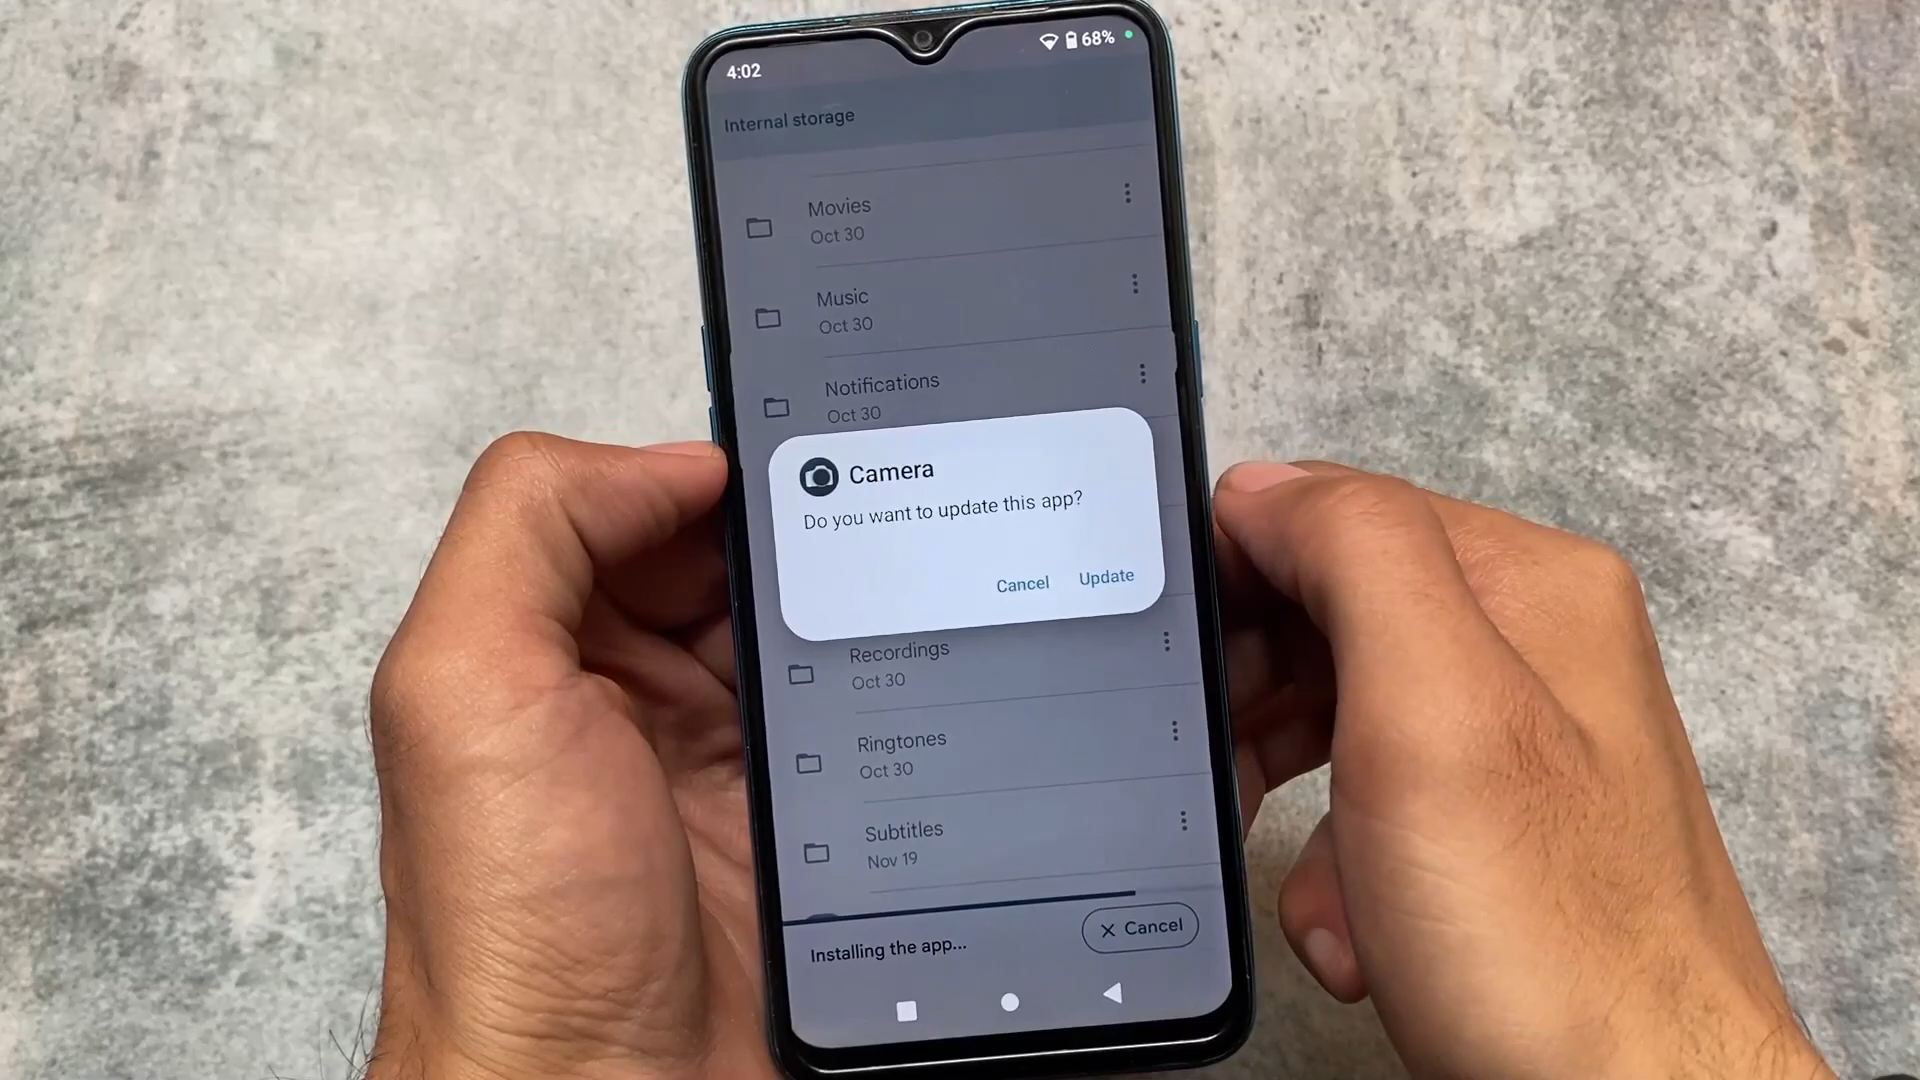 4:02
68%
Internal storage
Movies
Oct 30
Music
Oct 30
Notifications
Oct 30
Camera
Do you want to update this app?
Cancel
Update
Recordings
Oct 30
Ringtones
Oct 30
Subtitles
Nov 19
Installing the app...
Cancel